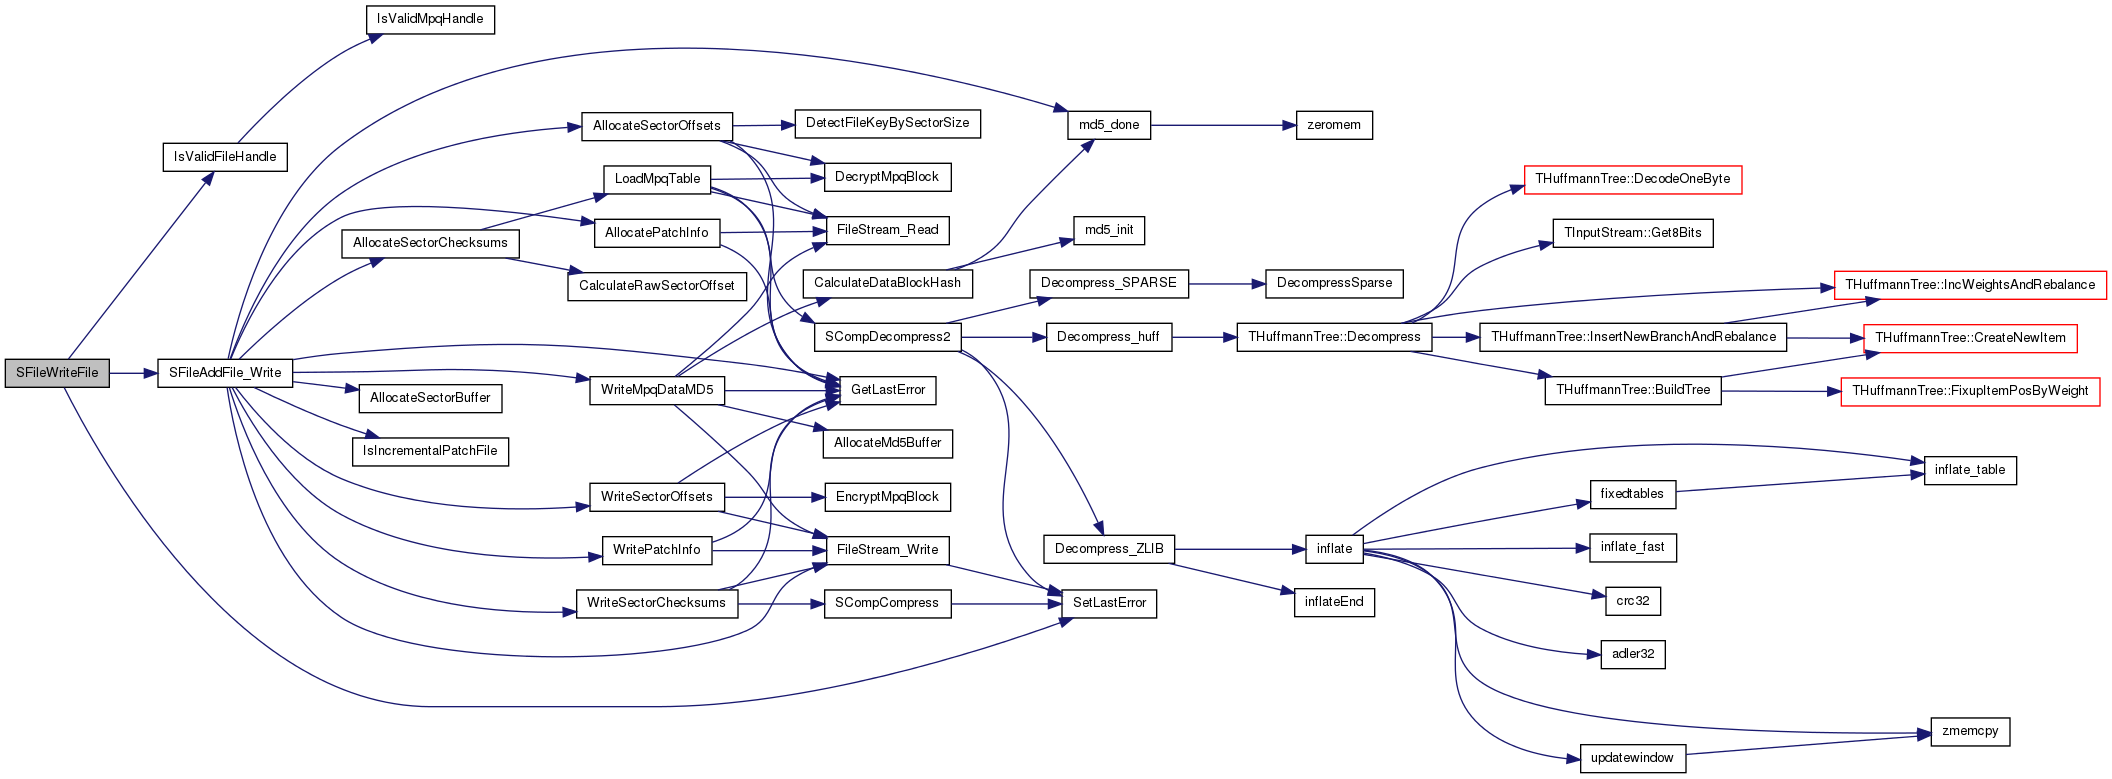 SFileWriteFile
IsValidFileHandle
IsValidMpqHandle
SFileAddFile_Write
AllocateSectorChecksums
AllocateSectorBuffer
IsIncrementalPatchFile
AllocateSectorOffsets
LoadMpqTable
AllocatePatchInfo
CalculateRawSectorOffset
WriteMpqDataMD5
WriteSectorOffsets
WritePatchInfo
WriteSectorChecksums
DetectFileKeyBySectorSize
DecryptMpqBlock
FileStream_Read
CalculateDataBlockHash
SCompDecompress2
GetLastError
AllocateMd5Buffer
EncryptMpqBlock
FileStream_Write
SCompCompress
md5_done
md5_init
Decompress_SPARSE
Decompress_huff
Decompress_ZLIB
SetLastError
zeromem
DecompressSparse
THuffmannTree::Decompress
inflate
inflateEnd
THuffmannTree::DecodeOneByte
TInputStream::Get8Bits
THuffmannTree::InsertNewBranchAndRebalance
THuffmannTree::BuildTree
fixedtables
inflate_fast
crc32
adler32
updatewindow
THuffmannTree::IncWeightsAndRebalance
THuffmannTree::CreateNewItem
THuffmannTree::FixupItemPosByWeight
inflate_table
zmemcpy